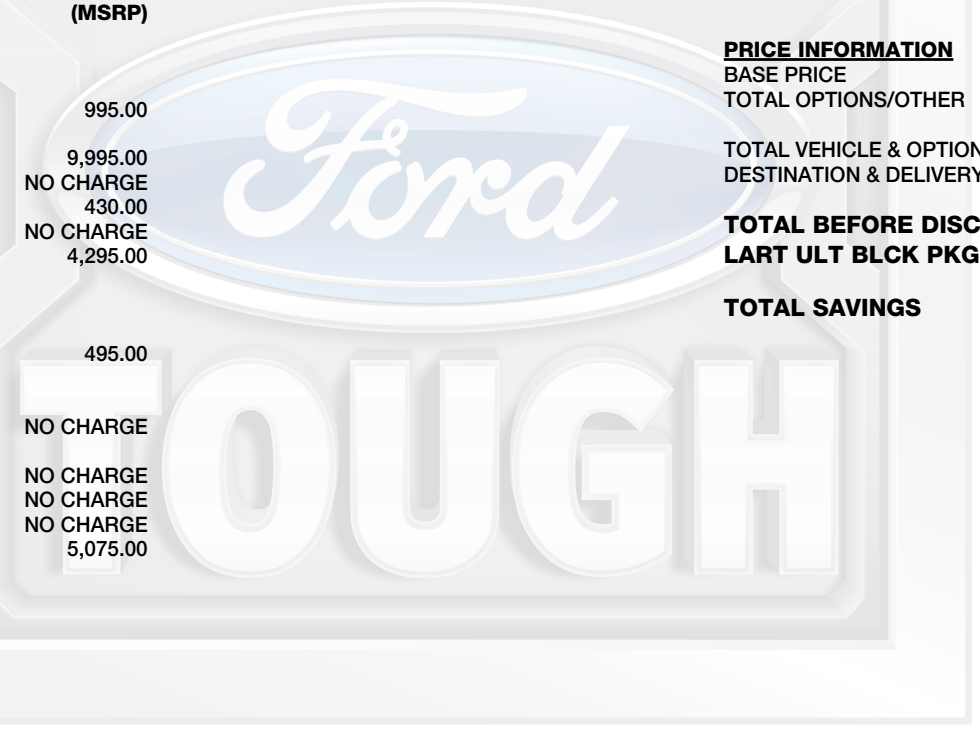 (MSRP)
995.00
9,995.00
NO CHARGE
430.00
NO CHARGE
4,295.00
495.00
NO CHARGE
NO CHARGE
NO CHARGE
NO CHARGE
5,075.00
PRICE INFORMATION
BASE PRICE
TOTAL OPTIONS/OTHER
TOTAL VEHICLE & OPTION
DESTINATION & DELIVERY
TOTAL BEFORE DISC
LART ULT BLCK PKG
TOTAL SAVINGS
Ford
TOUGH